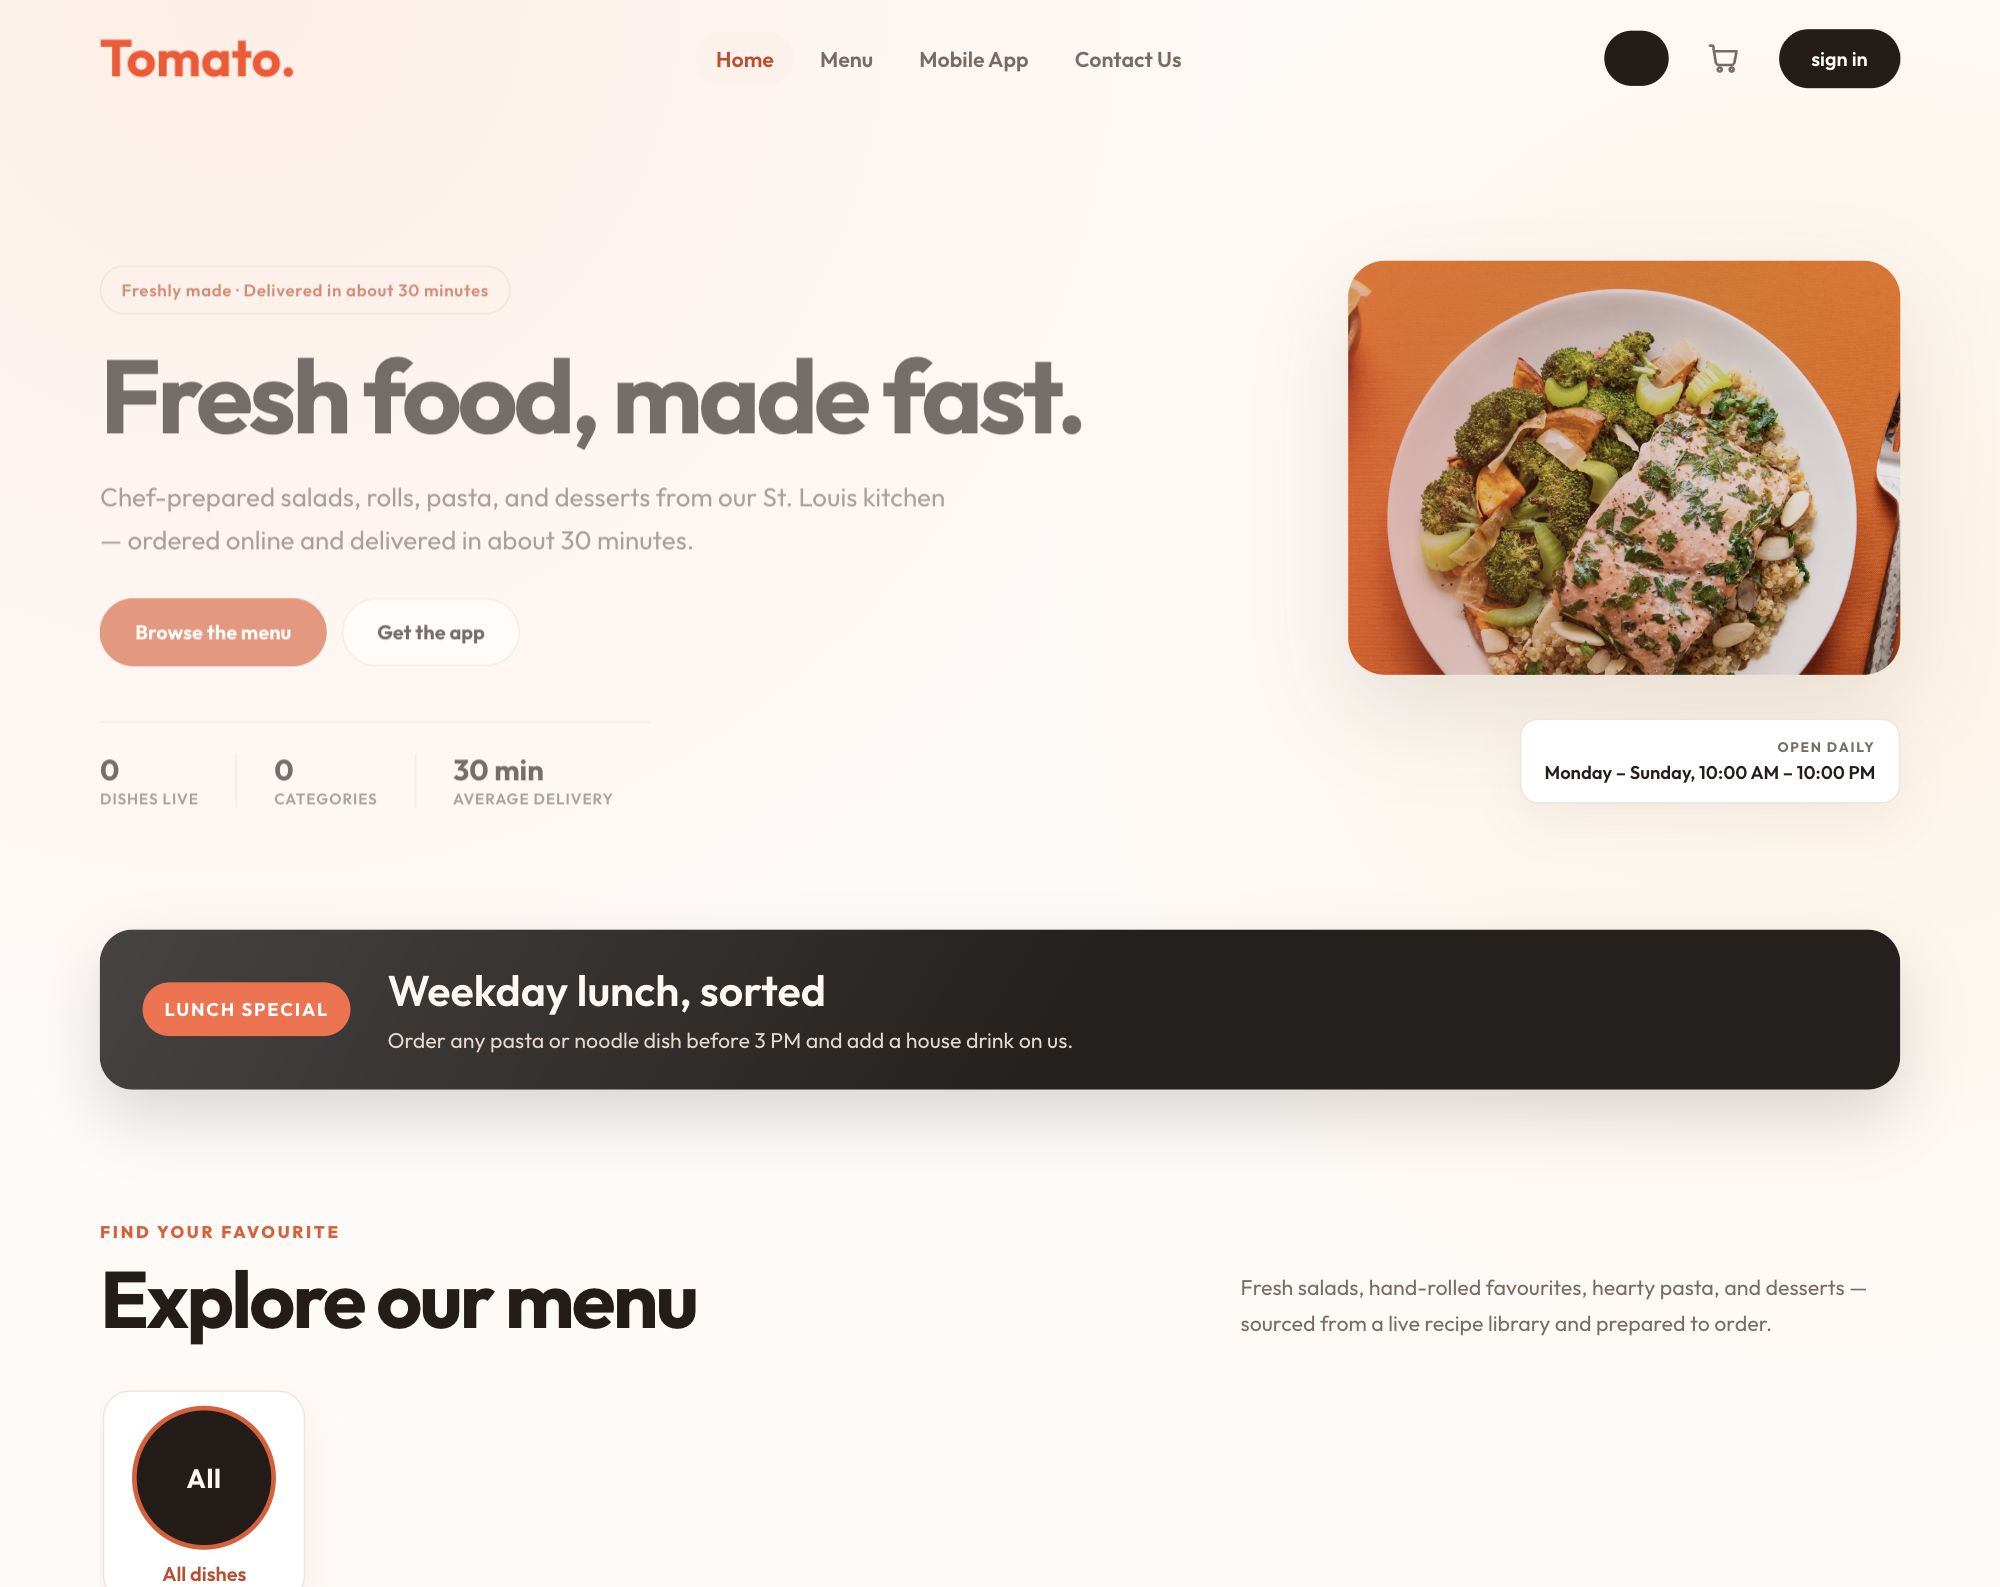 Tomato.
Home
Menu
Mobile App
Contact Us
sign in
Freshly made · Delivered in about 30 minutes
Fresh food, made fast.
Chef-prepared salads, rolls, pasta, and desserts from our St. Louis kitchen
— ordered online and delivered in about 30 minutes.
Browse the menu
Get the app
0
DISHES LIVE
0
CATEGORIES
30 min
AVERAGE DELIVERY
OPEN DAILY
Monday – Sunday, 10:00 AM – 10:00 PM
LUNCH SPECIAL
Weekday lunch, sorted
Order any pasta or noodle dish before 3 PM and add a house drink on us.
FIND YOUR FAVOURITE
Explore our menu
Fresh salads, hand-rolled favourites, hearty pasta, and desserts —
sourced from a live recipe library and prepared to order.
All
All dishes